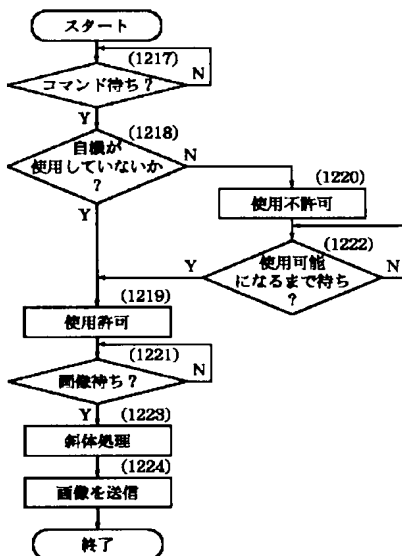 スタート
(1217)
コマンド待ち?
N
Y
(1218)
自機が
使用していないか
?
N
Y
(1220)
使用不許可
(1222)
使用可能
になるまで待ち
?
Y
N
(1219)
使用許可
(1221)
画像待ち?
N
Y
(1223)
斜体処理
(1224)
画像を送信
終了